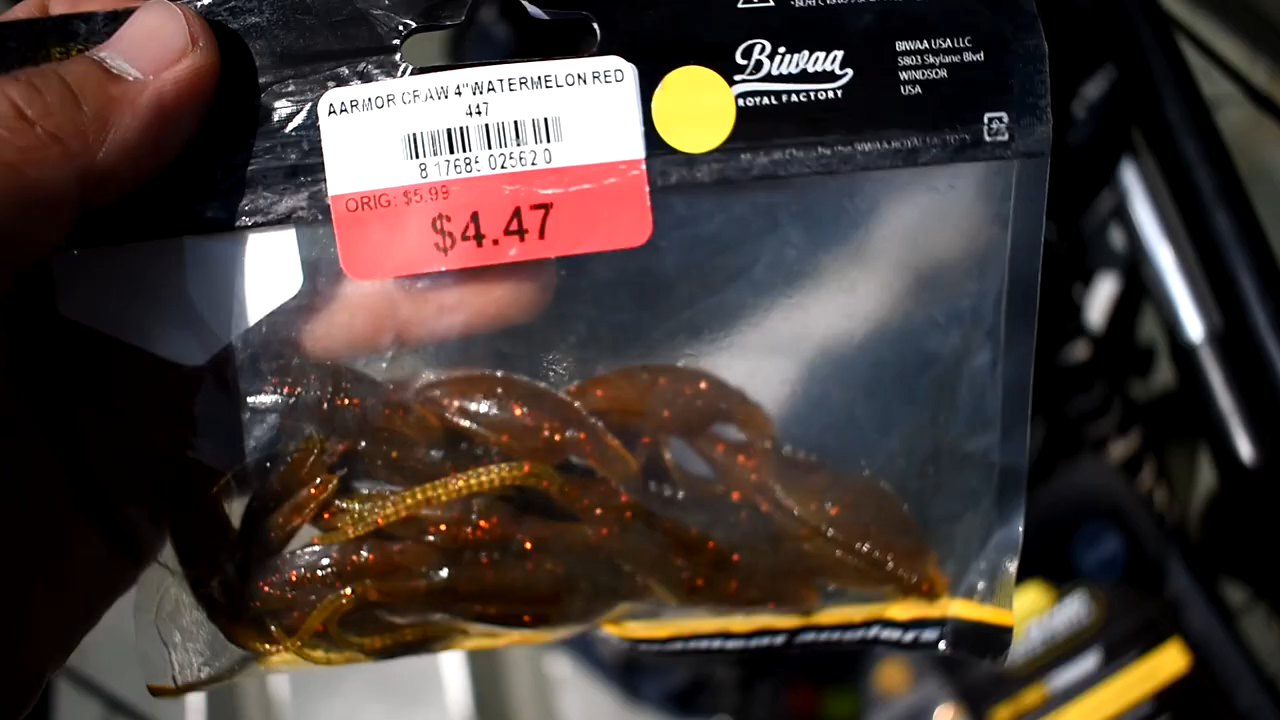 Biwaa
ROYAL FACTORY
BIWAA USA LLC
5803 Skylane Blvd
WINDSOR
USA
AARMOR CRAW 4"WATERMELON RED
447
8 17685 02562 0
ORIG: $5.99
$4.47
anglers